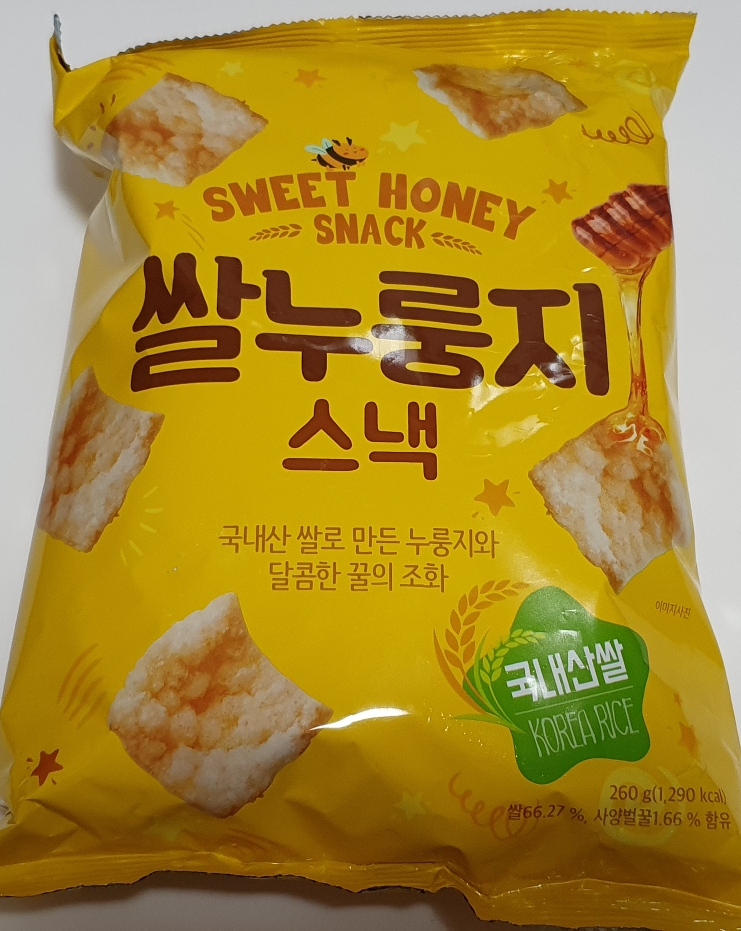 SWEET HONEY
SNACK
쌀누룽지
스낵
국내산 쌀로 만든 누룽지와
달콤한 꿀의 조화
이미지사진
국내산쌀
KOREA RICE
260 g(1,290 kcal)
쌀66.27 %, 사양벌꿀1.66 % 함유